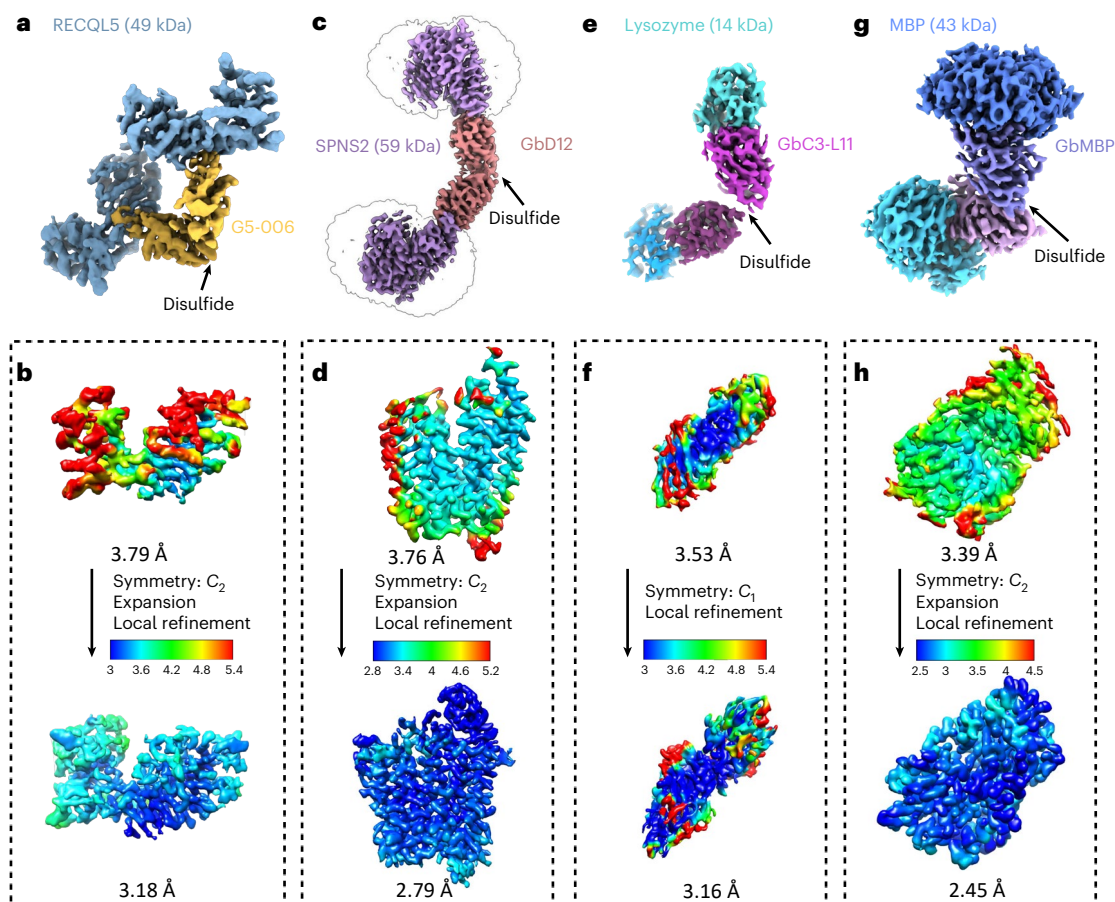 a RECQL5 (49 kDa)
G5-006
Disulfide
c
SPNS2 (59 kDa)
GbD12
Disulfide
e Lysozyme (14 kDa)
GbC3-L11
Disulfide
g MBP (43 kDa)
GbMBP
Disulfide
b
3.79 Å
Symmetry: C2
Expansion
Local refinement
3 3.6 4.2 4.8 5.4
3.18 Å
d
3.76 Å
Symmetry: C2
Expansion
Local refinement
2.8 3.4 4 4.6 5.2
2.79 Å
f
3.53 Å
Symmetry: C1
Local refinement
3 3.6 4.2 4.8 5.4
3.16 Å
h
3.39 Å
Symmetry: C2
Expansion
Local refinement
2.5 3 3.5 4 4.5
2.45 Å